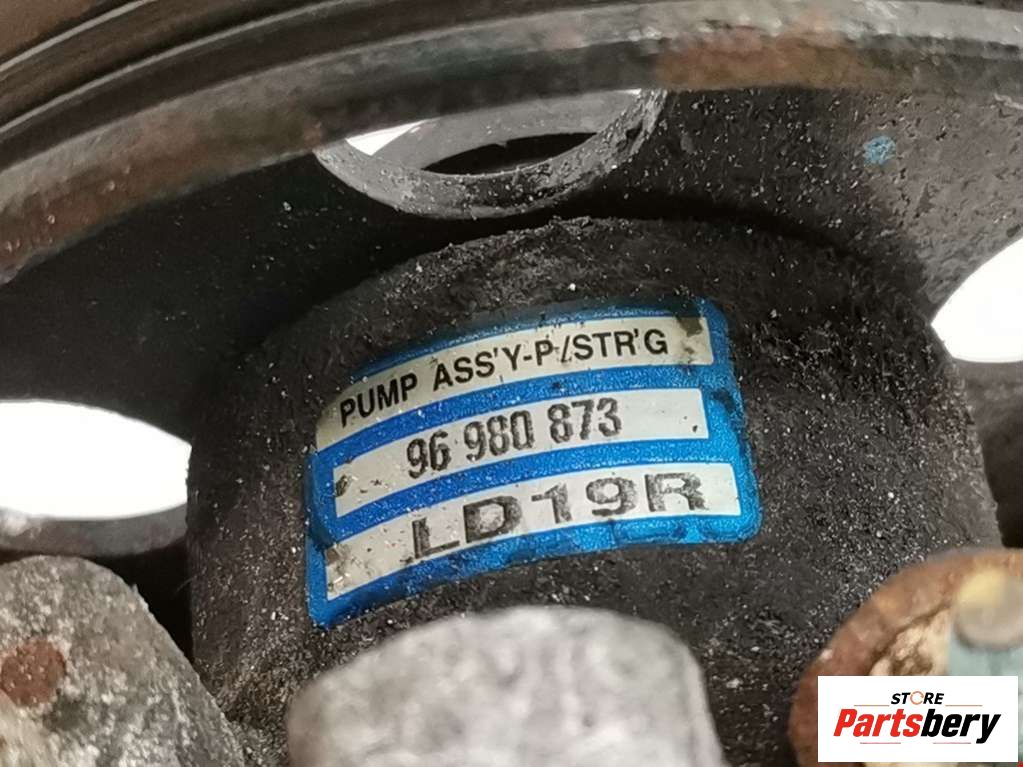 PUMP ASS'Y-P/STR'G
96 980 873
LD19R
STORE
Partsbery